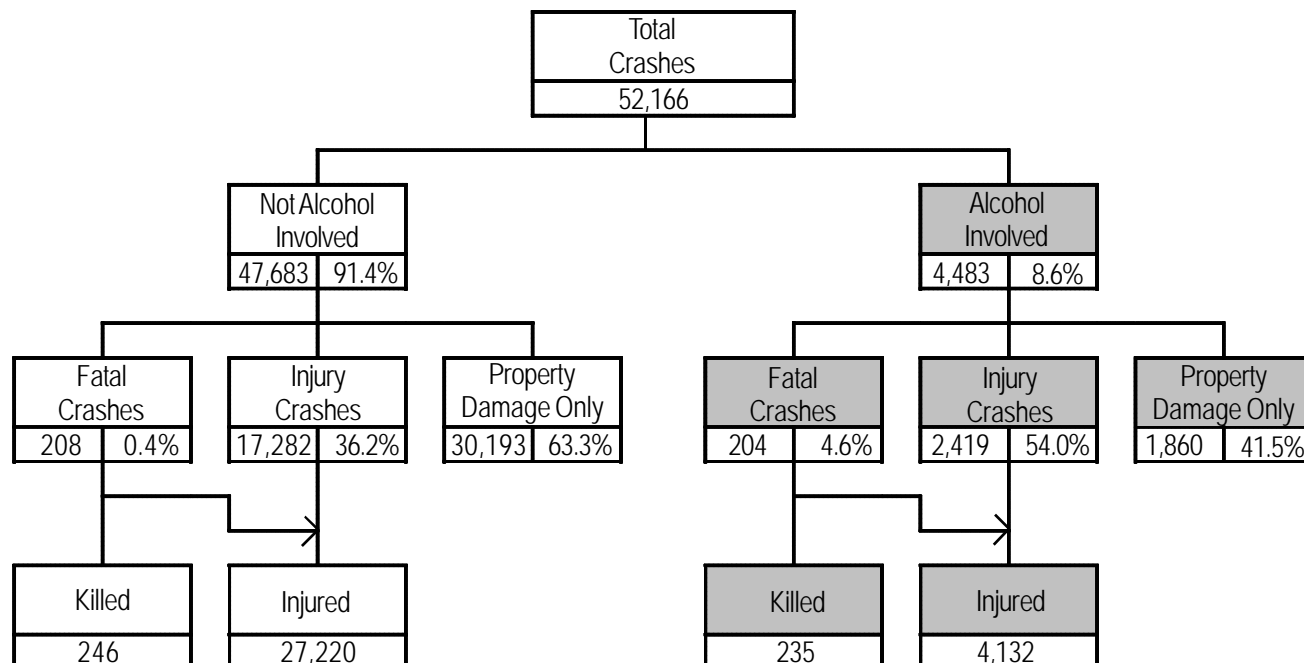 Total
Crashes
52,166
Not Alcohol
Involved
47,683 91.4%
Alcohol
Involved
4,483 8.6%
Fatal
Crashes
208 0.4%
Injury
Crashes
17,282 36.2%
Property
Damage Only
30,193 63.3%
Fatal
Crashes
204 4.6%
Injury
Crashes
2,419 54.0%
Property
Damage Only
1,860 41.5%
Killed
246
Injured
27,220
Killed
235
Injured
4,132